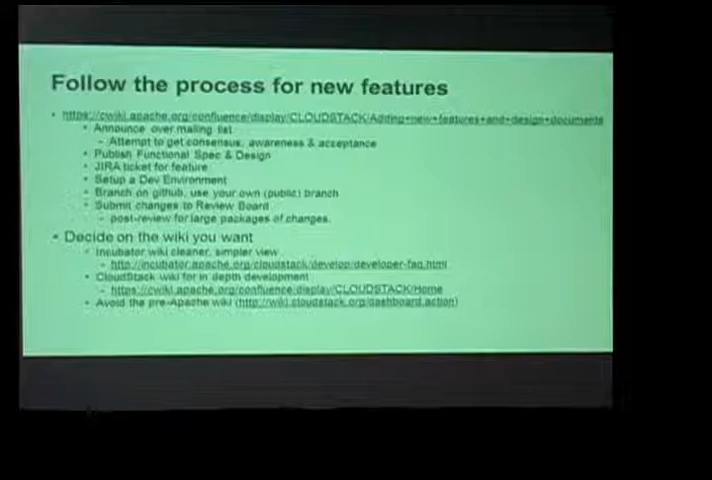 Follow the process for new features
• https://cwiki.apache.org/confluence/display/CLOUDSTACK/Adding+new+features+and+design+documents
• Announce over mailing list
– Attempt to get consensus, awareness & acceptance
• Publish Functional Spec & Design
• JIRA ticket for feature
• Setup a Dev Environment
• Branch on github, use your own (public) branch
• Submit changes to Review Board
– post-review for large packages of changes.
• Decide on the wiki you want
• Incubator wiki cleaner, simpler view
– http://incubator.apache.org/cloudstack/develop/developer-faq.html
• CloudStack wiki for in depth development
– https://cwiki.apache.org/confluence/display/CLOUDSTACK/Home
• Avoid the pre-Apache wiki (http://wiki.cloudstack.org/dashboard.action)